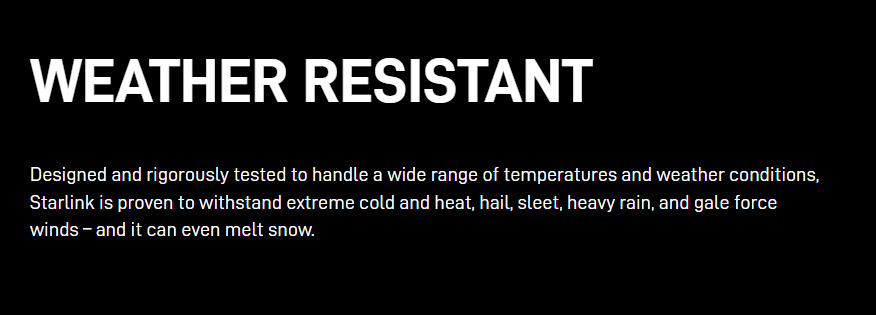 WEATHER RESISTANT
Designed and rigorously tested to handle a wide range of temperatures and weather conditions,
Starlink is proven to withstand extreme cold and heat, hail, sleet, heavy rain, and gale force
winds – and it can even melt snow.